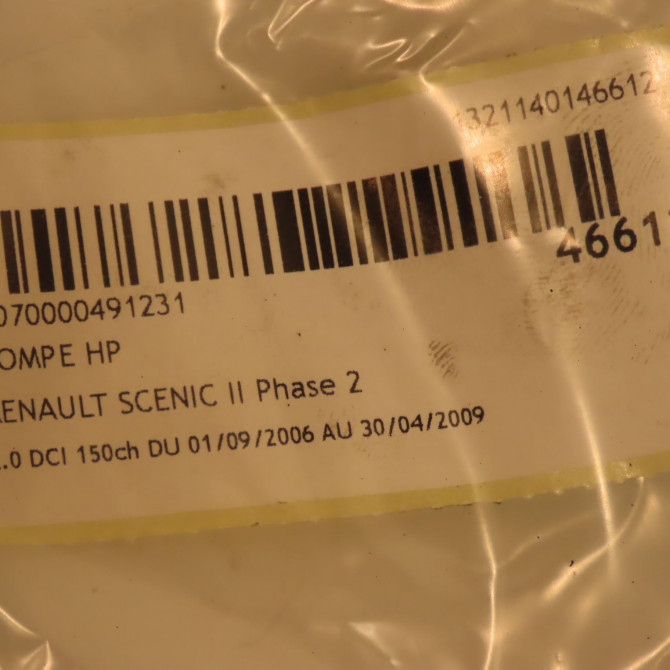 321140146612
4661
070000491231
OMPE HP
ENAULT SCENIC II Phase 2
.0 DCI 150ch DU 01/09/2006 AU 30/04/2009